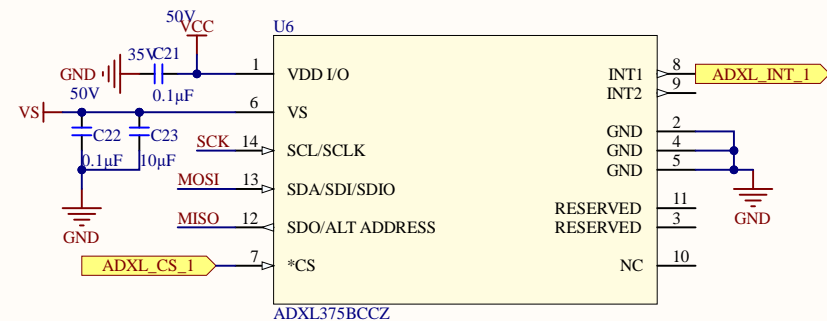 50V
VCC
U6
35V
C21
GND
0.1µF
1
VDD I/O
INT1
8
ADXL_INT_1
INT2
9
50V
VS
6
VS
C22
C23
0.1µF
10µF
GND
2
GND
4
GND
5
GND
SCK
14
SCL/SCLK
MOSI
13
SDA/SDI/SDIO
RESERVED
11
RESERVED
3
MISO
12
SDO/ALT ADDRESS
GND
ADXL_CS_1
7
*CS
NC
10
ADXL375BCCZ